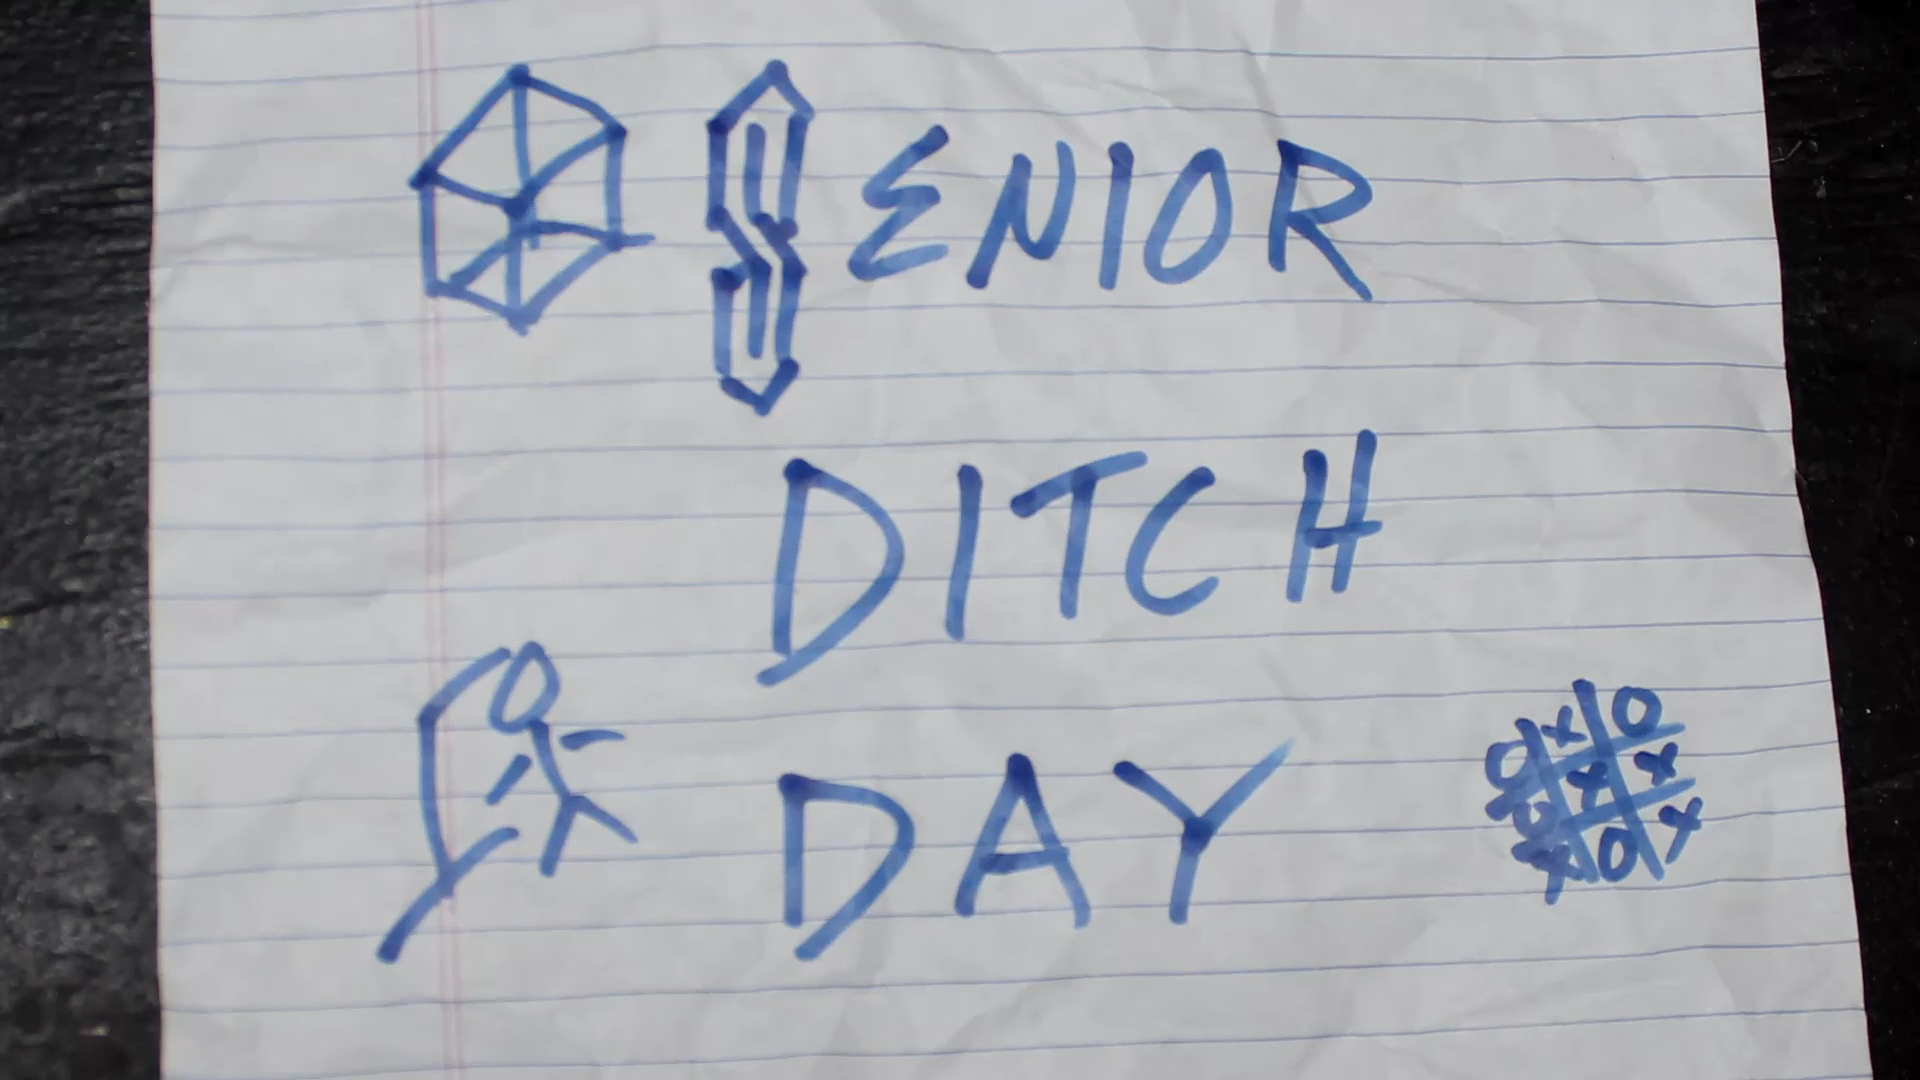 SENIOR
DITCH
DAY
O X O
O X X
X O X